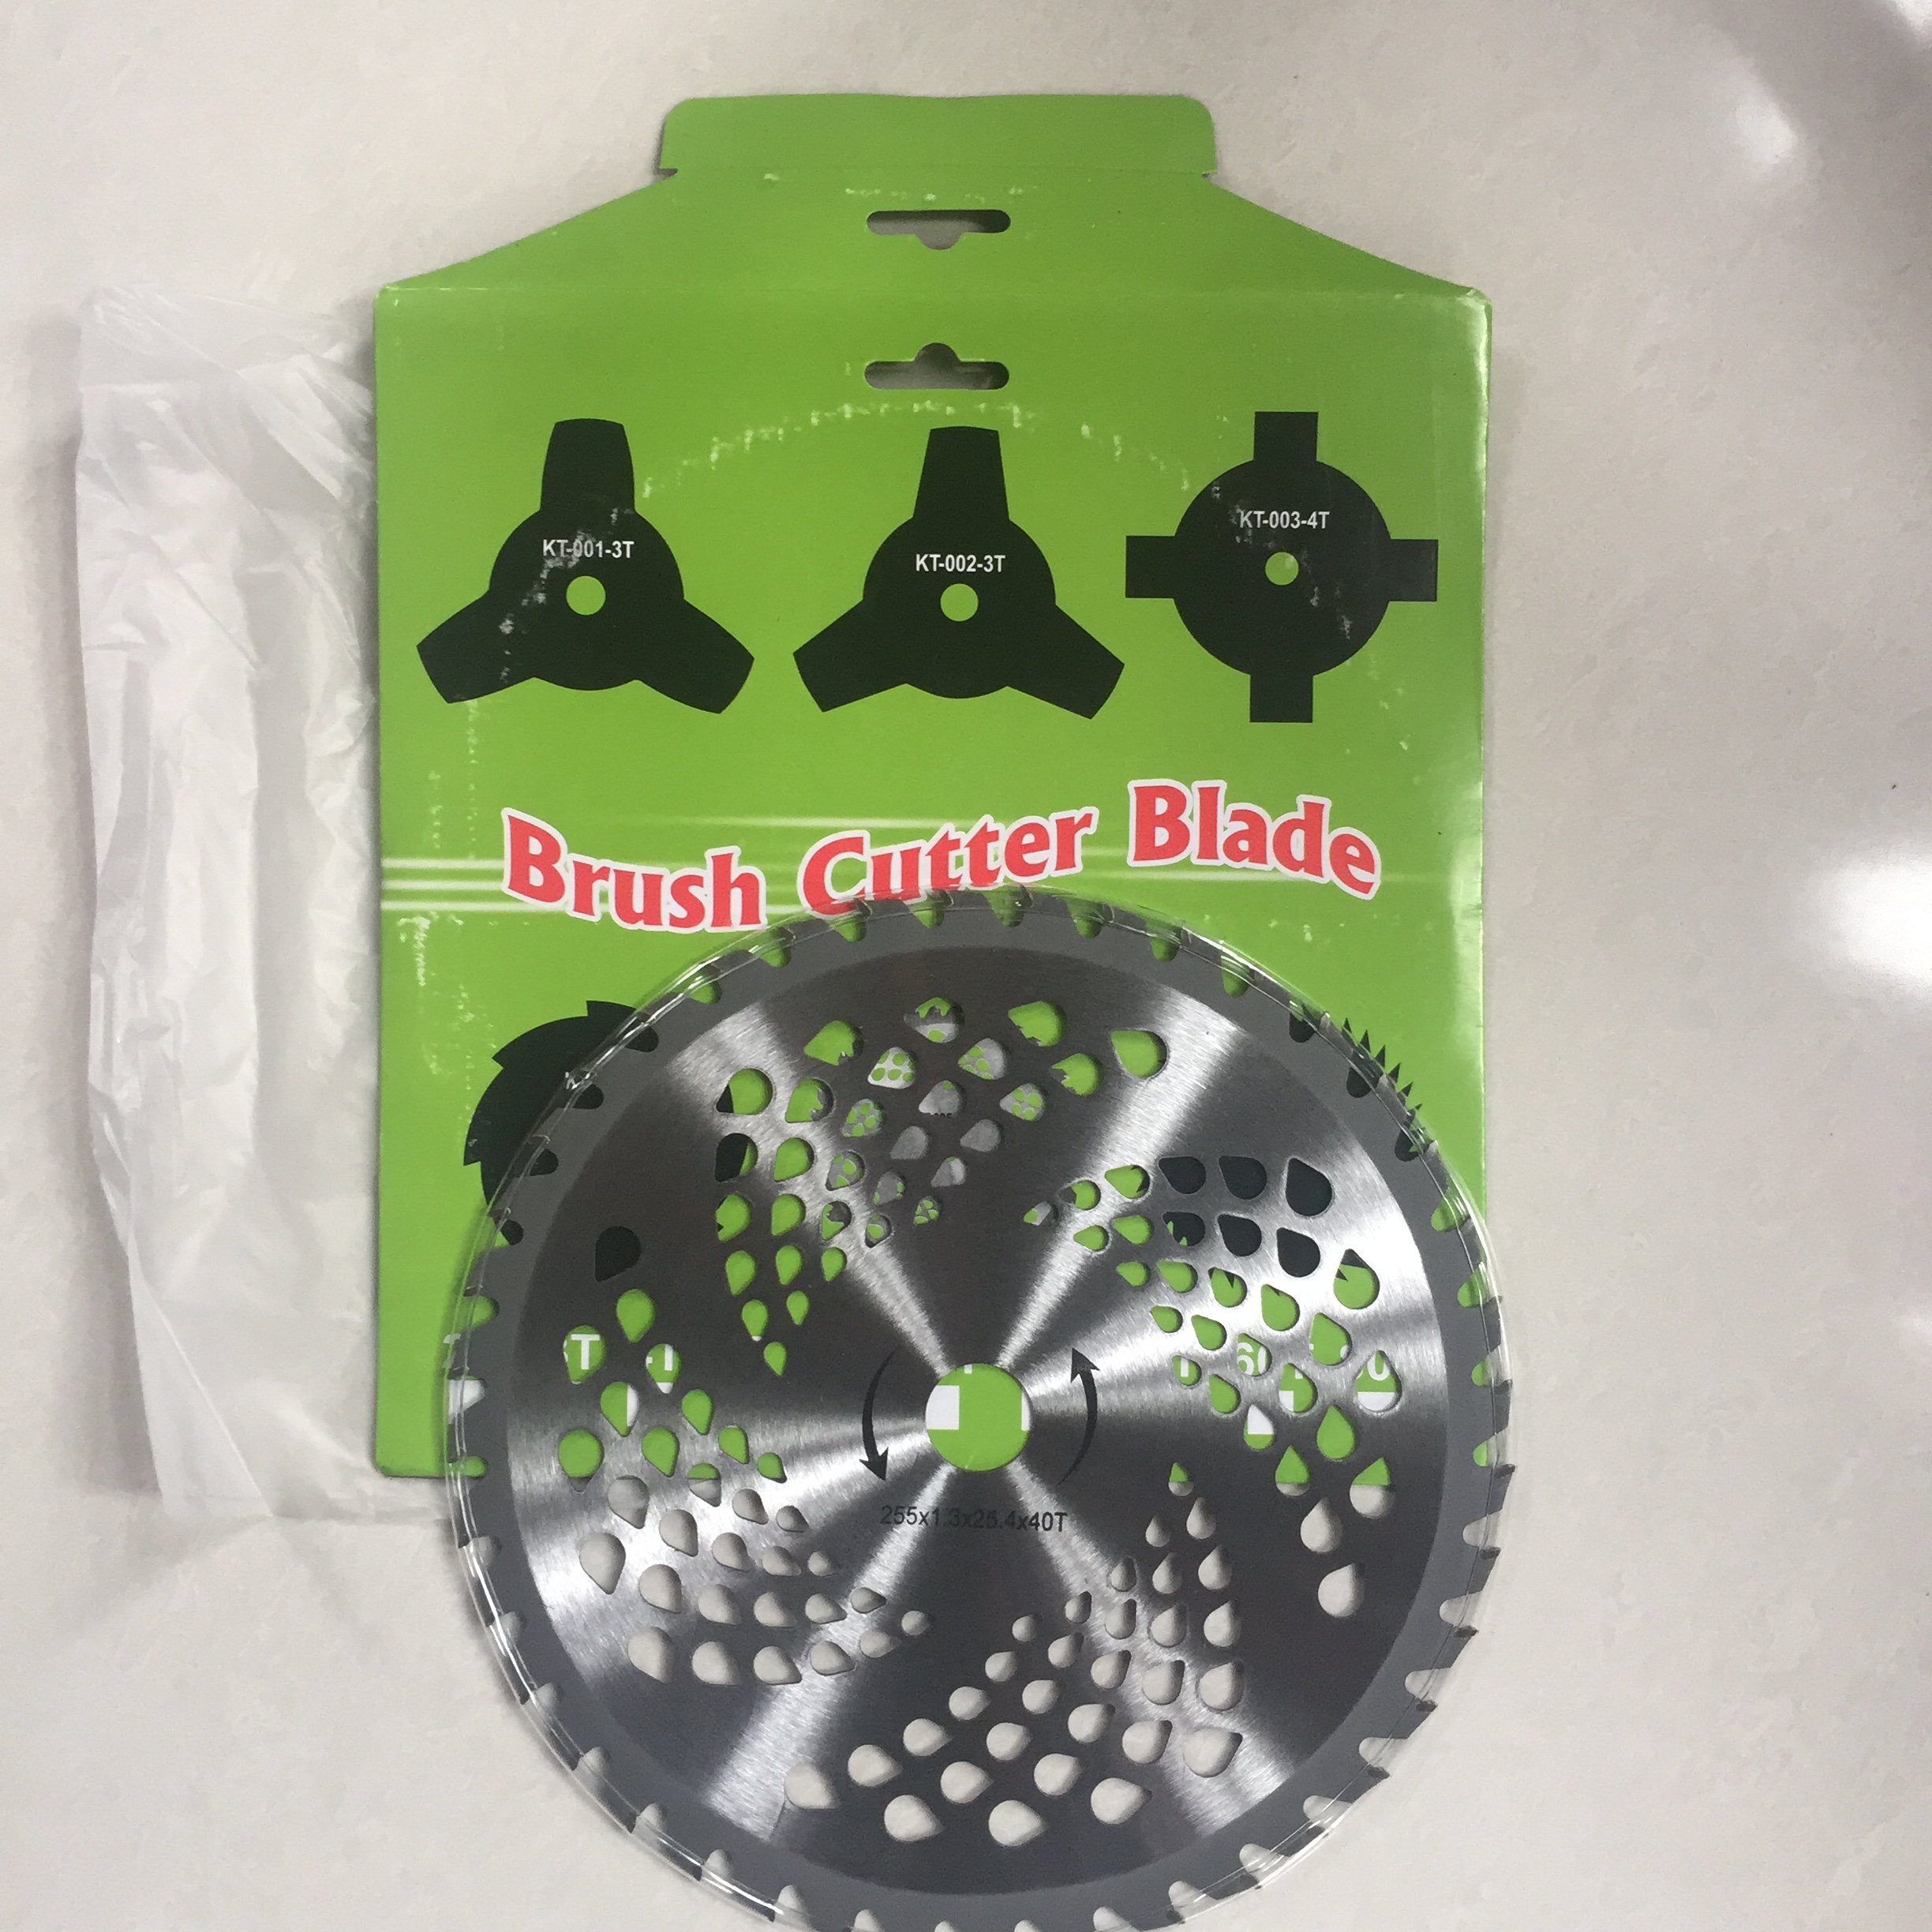 KT-001-3T
KT-002-3T
KT-003-4T
Brush Cutter Blade
255x1.3x25.4x40T